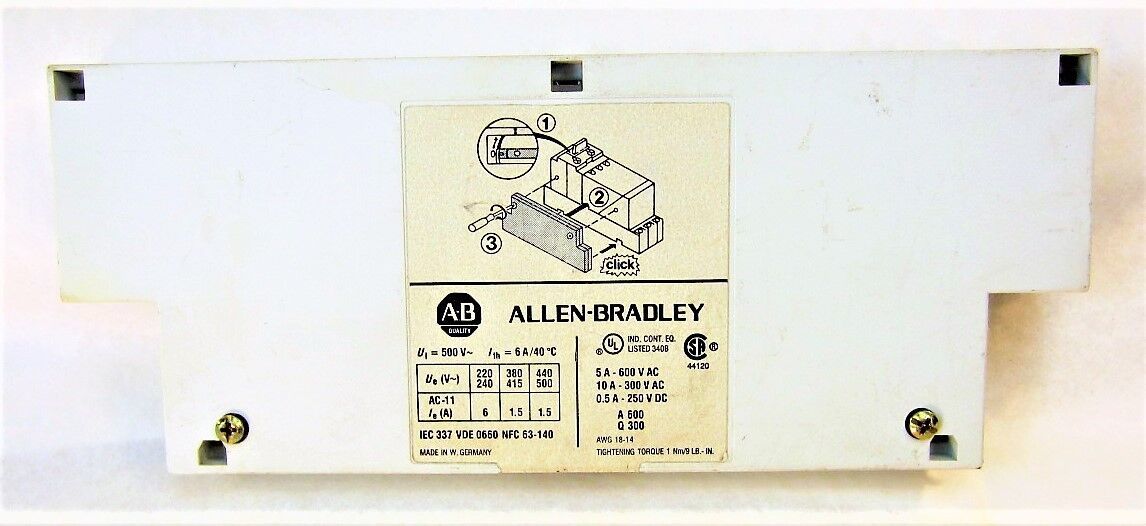 1
2
3
click
A-B
QUALITY
ALLEN-BRADLEY
Ui = 500 V~ Ith = 6 A/40 °C
Ue (V~) 220 240 380 415 440 500
AC-11
Ie (A) 6 1.5 1.5
IEC 337 VDE 0660 NFC 63-140
MADE IN W. GERMANY
UL ® IND. CONT. EQ.
LISTED 340B
SA ®
44120
5 A - 600 V AC
10 A - 300 V AC
0.5 A - 250 V DC
A 600
Q 300
AWG 18-14
TIGHTENING TORQUE 1 Nm/9 LB.- IN.